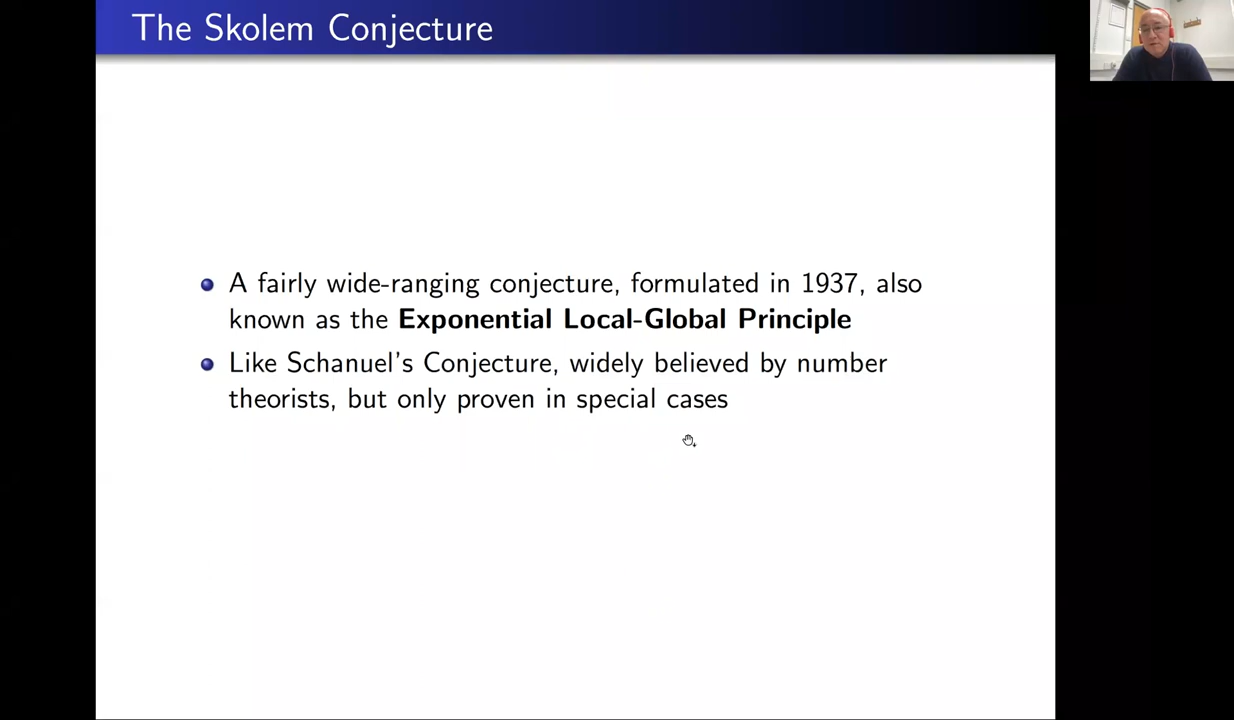 The Skolem Conjecture
A fairly wide-ranging conjecture, formulated in 1937, also
known as the Exponential Local-Global Principle
Like Schanuel's Conjecture, widely believed by number
theorists, but only proven in special cases